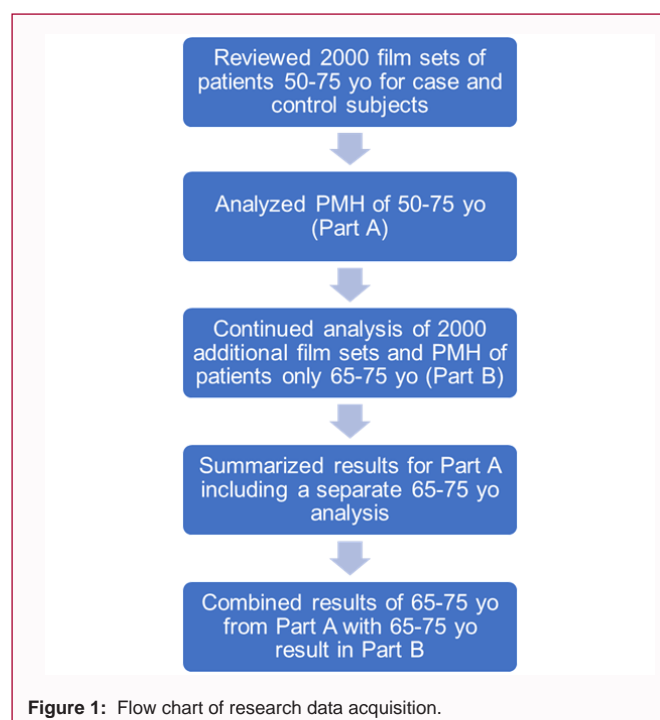 Reviewed 2000 film sets of
patients 50-75 yo for case and
control subjects
Analyzed PMH of 50-75 yo
(Part A)
Continued analysis of 2000
additional film sets and PMH of
patients only 65-75 yo (Part B)
Summarized results for Part A
including a separate 65-75 yo
analysis
Combined results of 65-75 yo
from Part A with 65-75 yo
result in Part B
Figure 1: Flow chart of research data acquisition.